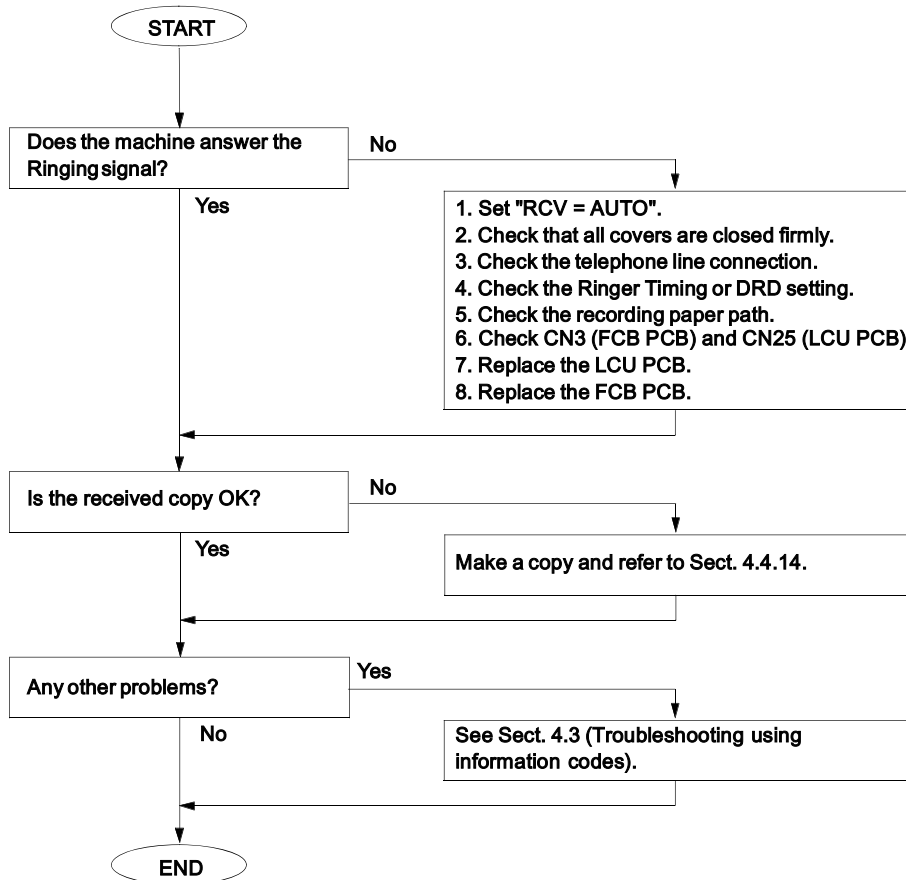 START
Does the machine answer the
Ringing signal?
No
Yes
1. Set "RCV = AUTO".
2. Check that all covers are closed firmly.
3. Check the telephone line connection.
4. Check the Ringer Timing or DRD setting.
5. Check the recording paper path.
6. Check CN3 (FCB PCB) and CN25 (LCU PCB)
7. Replace the LCU PCB.
8. Replace the FCB PCB.
Is the received copy OK?
No
Yes
Make a copy and refer to Sect. 4.4.14.
Any other problems?
Yes
No
See Sect. 4.3 (Troubleshooting using
information codes).
END